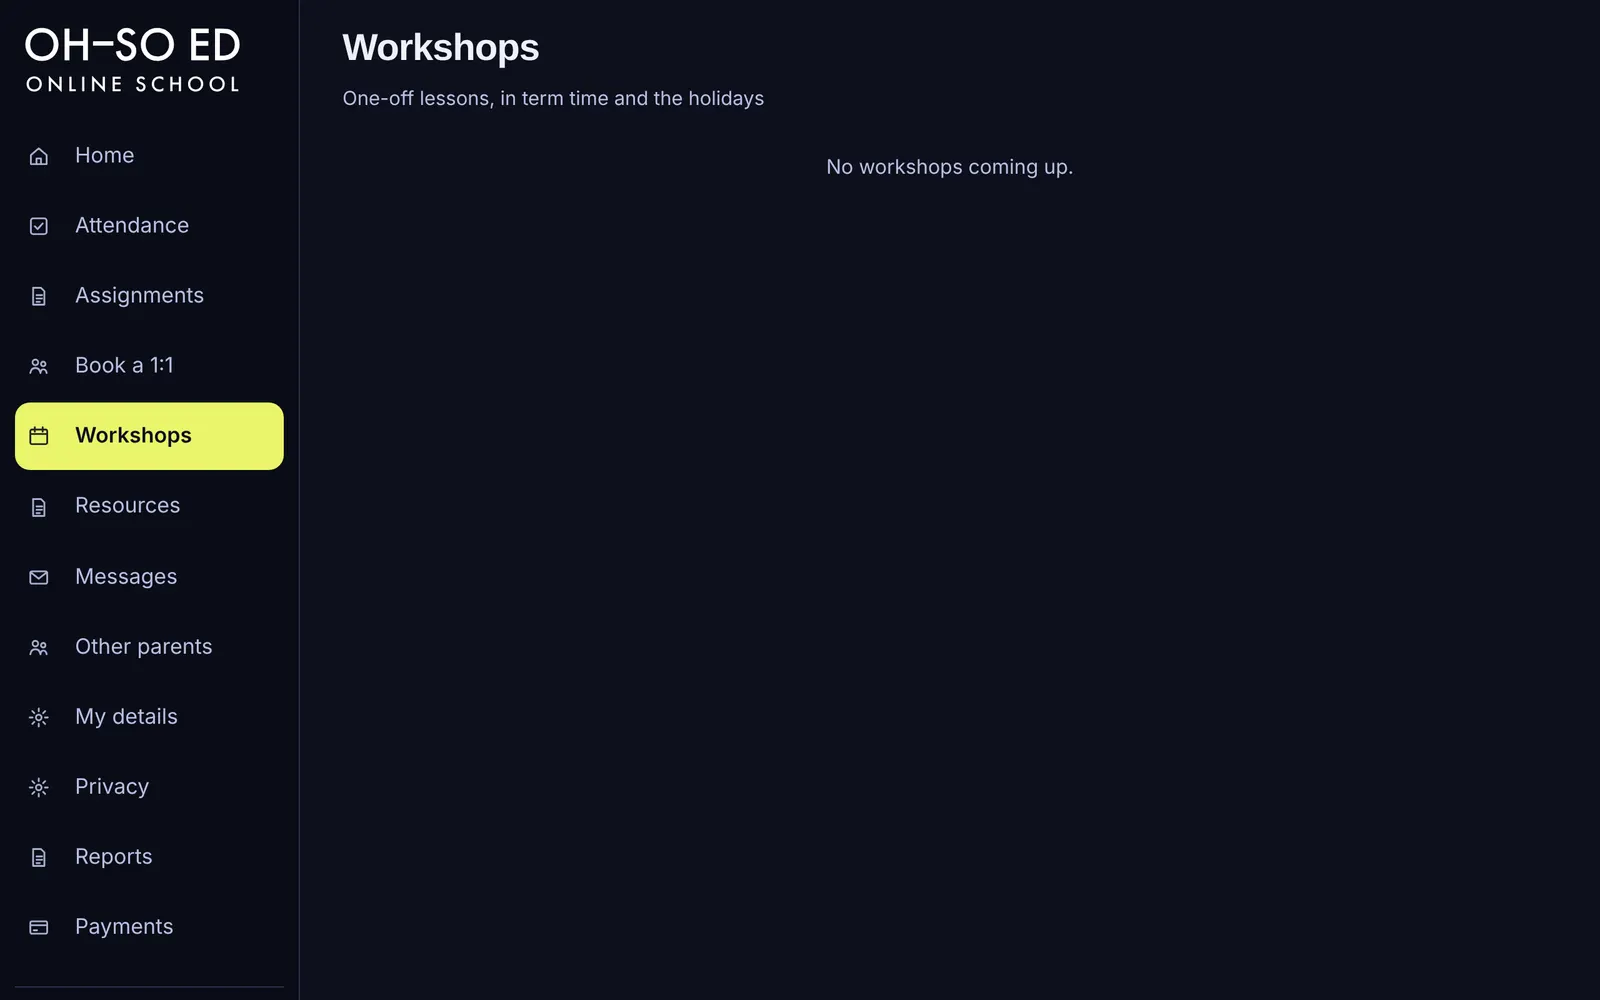 OH-SO ED
ONLINE SCHOOL
Home
Attendance
Assignments
Book a 1:1
Workshops
Resources
Messages
Other parents
My details
Privacy
Reports
Payments
Workshops
One-off lessons, in term time and the holidays
No workshops coming up.